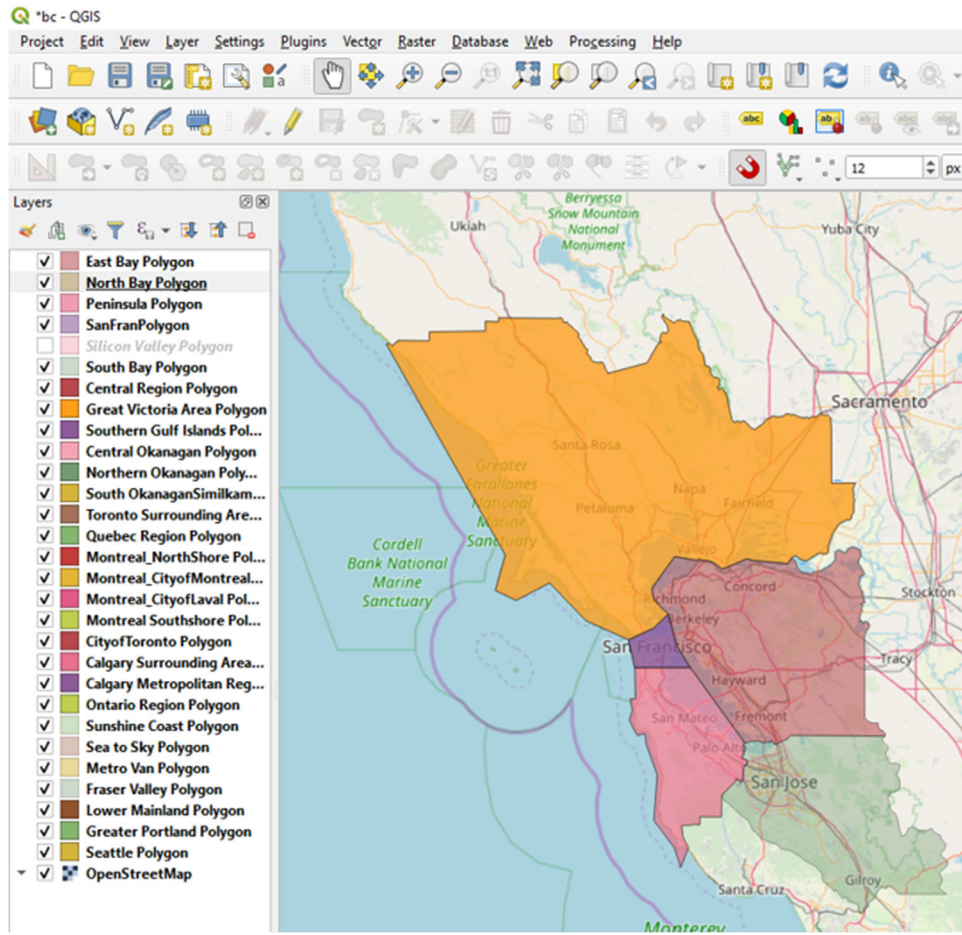 *bc - QGIS
Project Edit View Layer Settings Plugins Vector Raster Database Web Processing Help
1:1
abc
ab
12
px
Layers
East Bay Polygon
North Bay Polygon
Peninsula Polygon
SanFranPolygon
Silicon Valley Polygon
South Bay Polygon
Central Region Polygon
Great Victoria Area Polygon
Southern Gulf Islands Pol...
Central Okanagan Polygon
Northern Okanagan Poly...
South OkanaganSimilkam...
Toronto Surrounding Are...
Quebec Region Polygon
Montreal_NorthShore Pol...
Montreal_CityofMontreal...
Montreal_CityofLaval Pol...
Montreal Southshore Pol...
CityofToronto Polygon
Calgary Surrounding Area...
Calgary Metropolitan Reg...
Ontario Region Polygon
Sunshine Coast Polygon
Sea to Sky Polygon
Metro Van Polygon
Fraser Valley Polygon
Lower Mainland Polygon
Greater Portland Polygon
Seattle Polygon
OpenStreetMap
Berryessa
Snow Mountain
National
Monument
Ukiah
Yuba City
Sacramento
Santa Rosa
Greater
Farallones
National
Marine
Sanctuary
Napa
Petaluma
Fairfield
Vallejo
Cordell
Bank National
Marine
Sanctuary
Concord
Richmond
Berkeley
Stockton
San Francisco
Tracy
Hayward
San Mateo
Fremont
Palo Alto
San Jose
Gilroy
Santa Cruz
Monterey